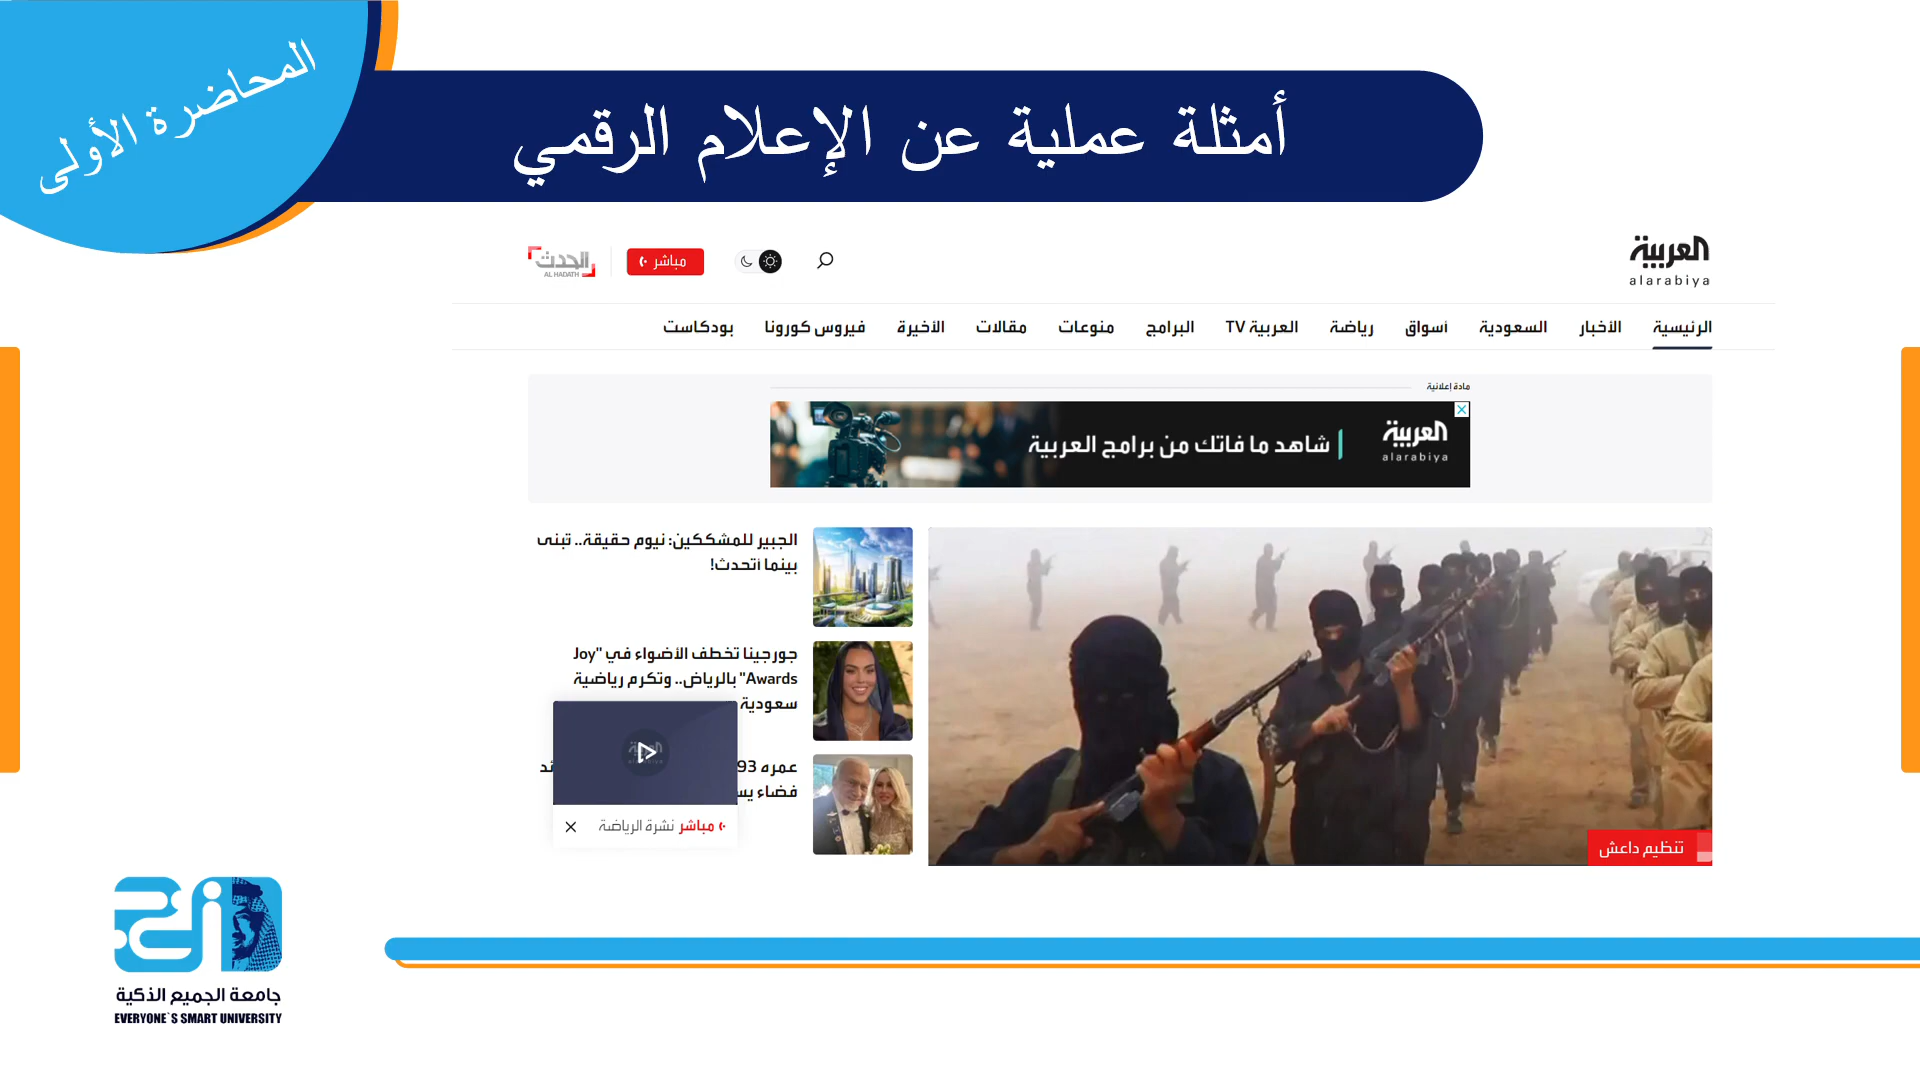 المحاضرة الأولى
أمثلة عملية عن الإعلام الرقمي
العربية
alarabiya
مباشر
الحدث
AL HADATH
الرئيسية الأخبار السعودية أسواق رياضة العربية TV البرامج منوعات مقالات الأخيرة فيروس كورونا بودكاست
مادة إعلانية
العربية
alarabiya
شاهد ما فاتك من برامج العربية
تنظيم داعش
الجبير للمشككين: نيوم حقيقة.. تبنى
بينما أتحدث!
جورجينا تخطف الأضواء في "Joy
Awards" بالرياض.. وتكرم رياضية
سعودية
عمره 93
فضاء
مباشر نشرة الرياضة
جامعة الجميع الذكية
EVERYONE`S SMART UNIVERSITY